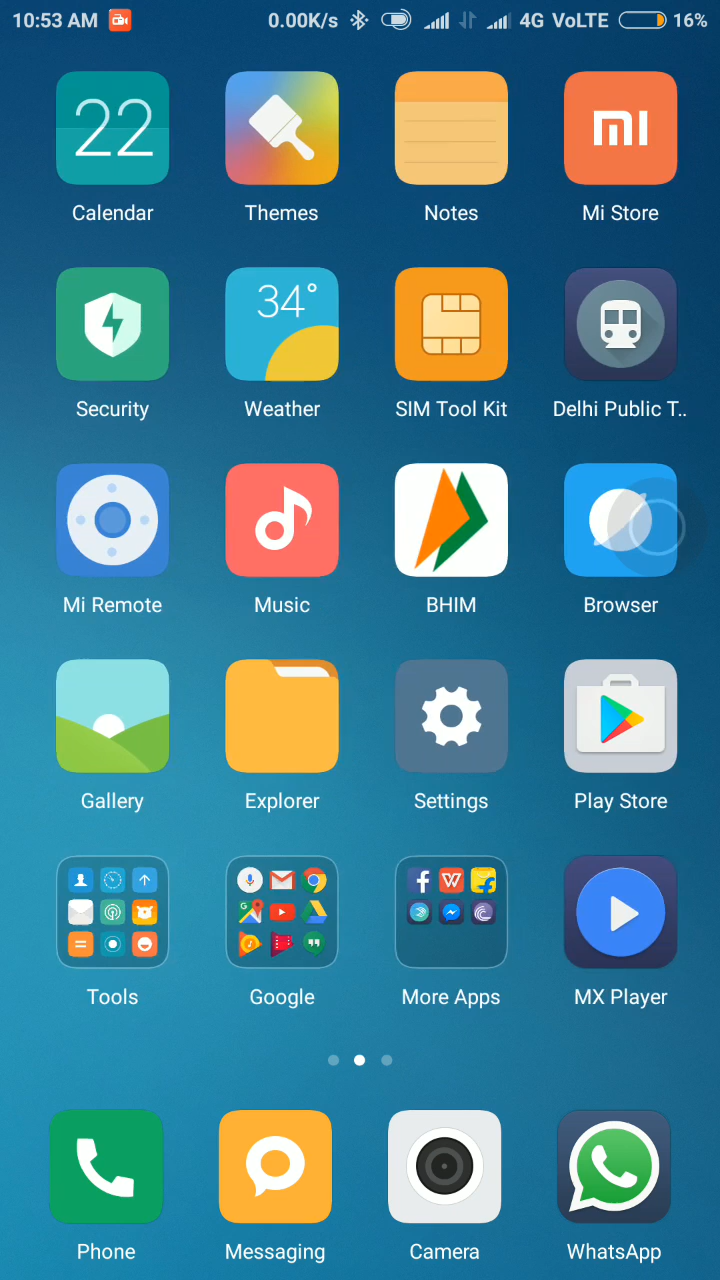 10:53 AM 0.00K/s 4G VoLTE 16%
22
Calendar Themes Notes Mi Store
34°
Security Weather SIM Tool Kit Delhi Public T..
Mi Remote Music BHIM Browser
Gallery Explorer Settings Play Store
Tools Google More Apps MX Player
Phone Messaging Camera WhatsApp